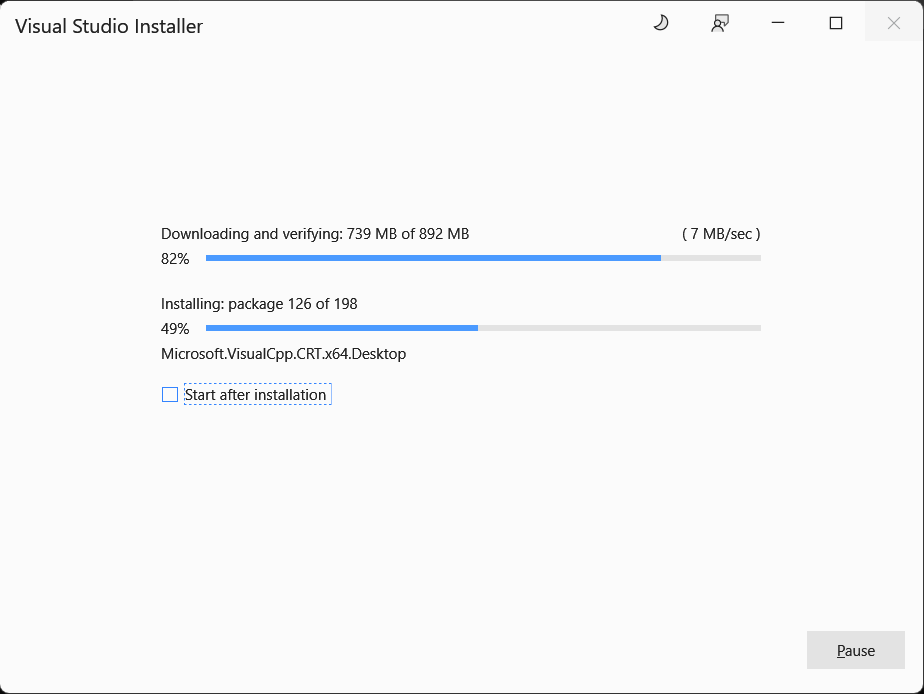 Visual Studio Installer
Downloading and verifying: 739 MB of 892 MB
( 7 MB/sec )
82%
Installing: package 126 of 198
49%
Microsoft.VisualCpp.CRT.x64.Desktop
Start after installation
Pause